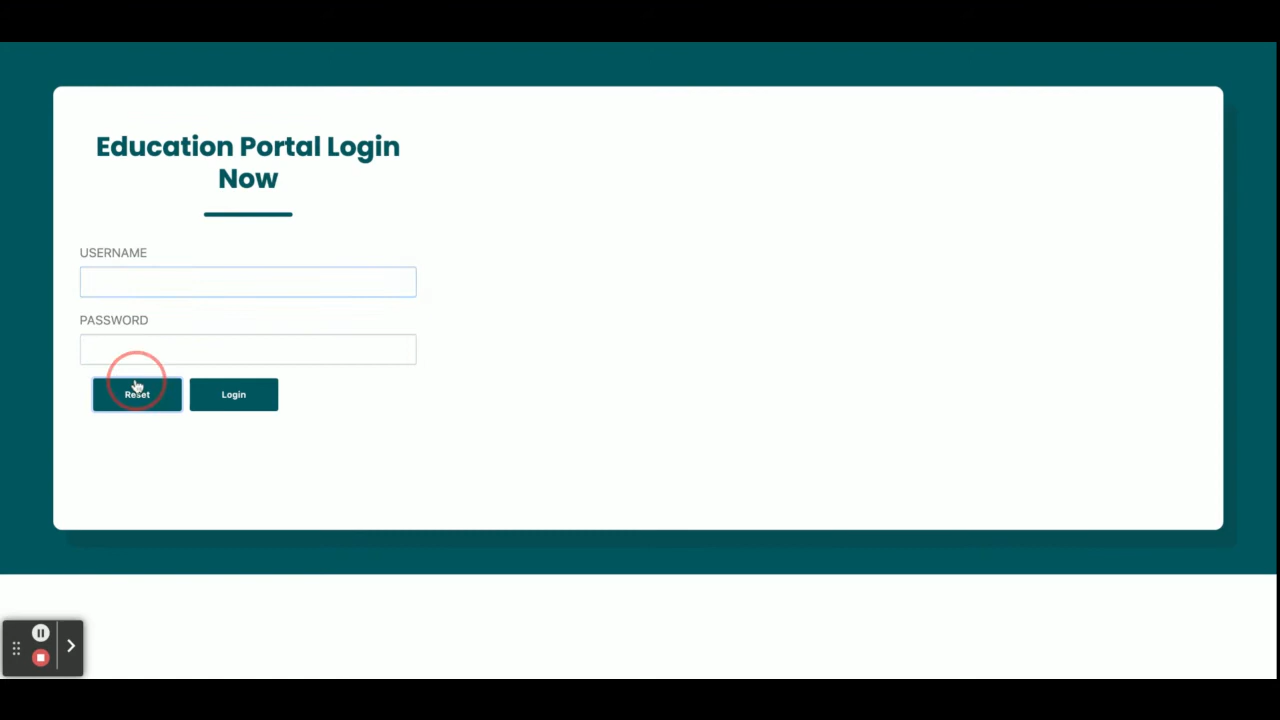 Education Portal Login
Now
USERNAME
PASSWORD
Reset
Login